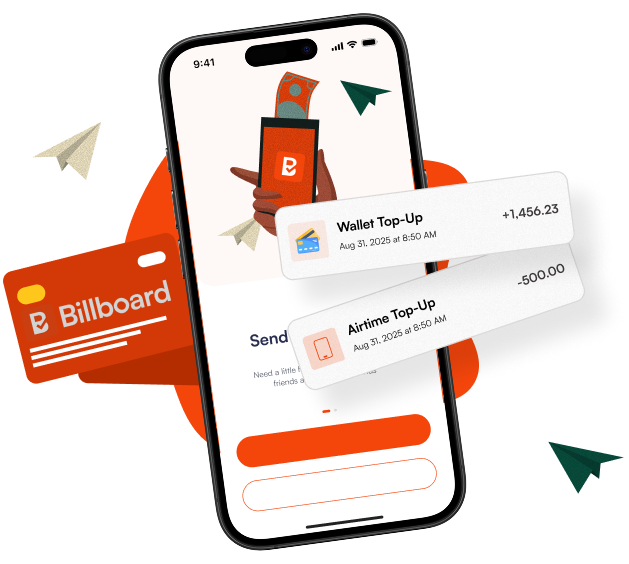 9:41
Wallet Top-Up
Aug 31, 2025 at 8:50 AM
+1,456.23
Billboard
Airtime Top-Up
Aug 31, 2025 at 8:50 AM
-500.00
Send
Need a little
friends